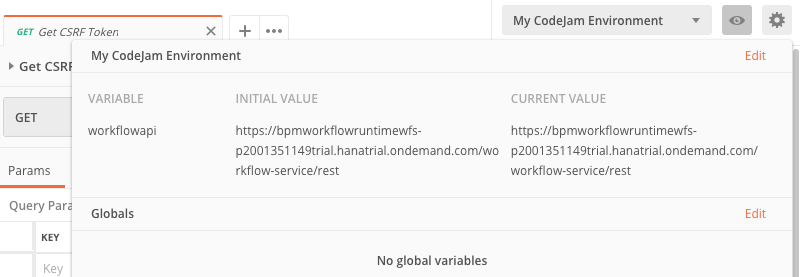 GET Get CSRF Token
My CodeJam Environment
Get CSRF
My CodeJam Environment Edit
VARIABLE INITIAL VALUE CURRENT VALUE
GET
workflowapi https://bpmworkflowruntimewfs- https://bpmworkflowruntimewfs-
p2001351149trial.hanatrial.ondemand.com/wo p2001351149trial.hanatrial.ondemand.com/
rkflow-service/rest workflow-service/rest
Params
Query Para
Globals Edit
KEY
No global variables
Key